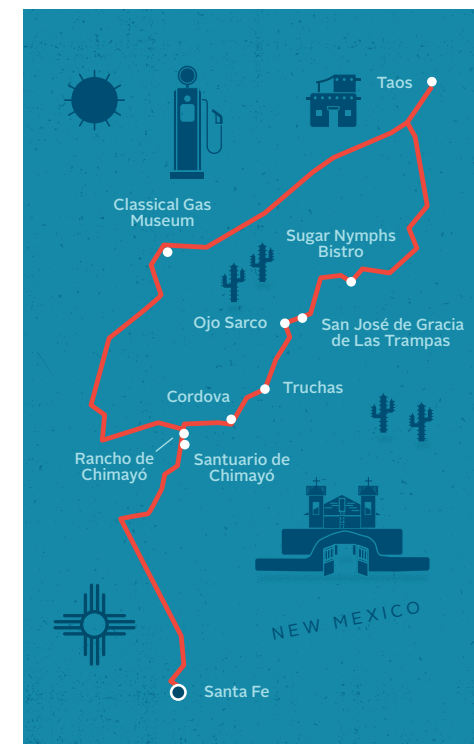 Taos
Classical Gas
Museum
Sugar Nymphs
Bistro
Ojo Sarco
San José de Gracia
de Las Trampas
Truchas
Cordova
Rancho de
Chimayó
Santuario de
Chimayó
NEW MEXICO
Santa Fe